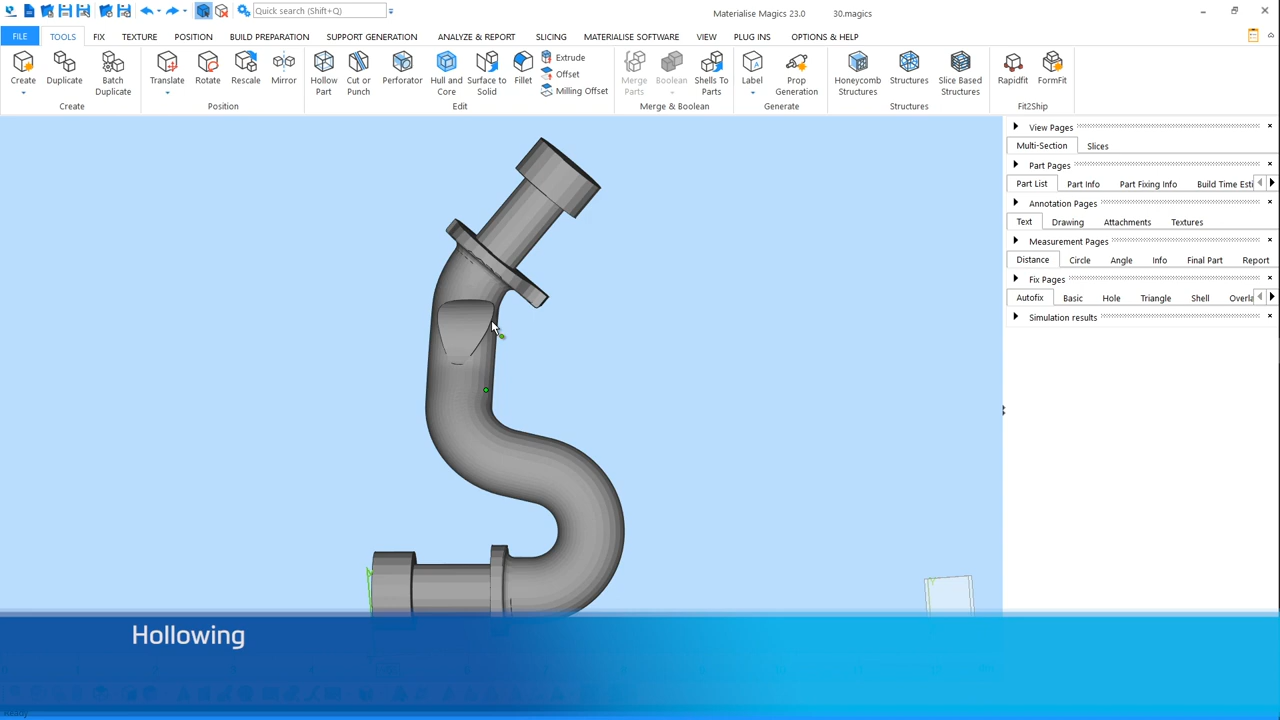 Quick search (Shift+Q)
Materialise Magics 23.0 30.magics
FILE TOOLS FIX TEXTURE POSITION BUILD PREPARATION SUPPORT GENERATION ANALYZE & REPORT SLICING MATERIALISE SOFTWARE VIEW PLUG INS OPTIONS & HELP
Create
Duplicate
Batch
Duplicate
Create
Translate
Rotate
Rescale
Mirror
Position
Hollow
Part
Cut or
Punch
Perforator
Hull and
Core
Surface to
Solid
Fillet
Extrude
Offset
Milling Offset
Edit
Merge
Parts
Boolean
Shells To
Parts
Merge & Boolean
Label
Prop
Generation
Generate
Honeycomb
Structures
Structures
Slice Based
Structures
Structures
Rapidfit
FormFit
Fit2Ship
View Pages
Multi-Section Slices
Part Pages
Part List Part Info Part Fixing Info Build Time Esti
Annotation Pages
Text Drawing Attachments Textures
Measurement Pages
Distance Circle Angle Info Final Part Report
Fix Pages
Autofix Basic Hole Triangle Shell Overla
Simulation results
Hollowing